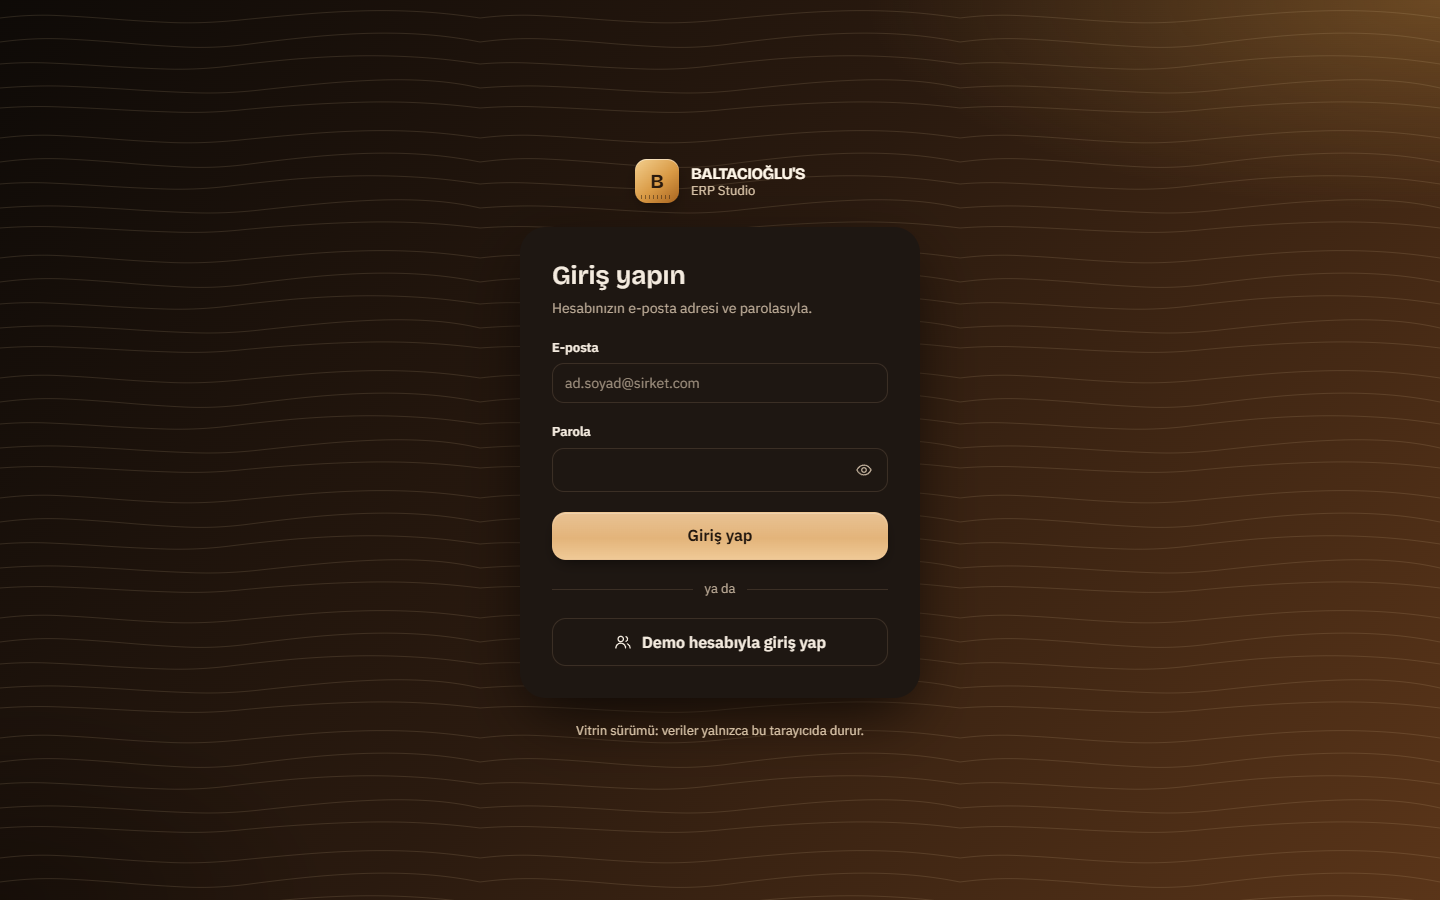 B
BALTACIOĞLU'S
ERP Studio
Giriş yapın
Hesabınızın e-posta adresi ve parolasıyla.
E-posta
ad.soyad@sirket.com
Parola
Giriş yap
ya da
Demo hesabıyla giriş yap
Vitrin sürümü: veriler yalnızca bu tarayıcıda durur.